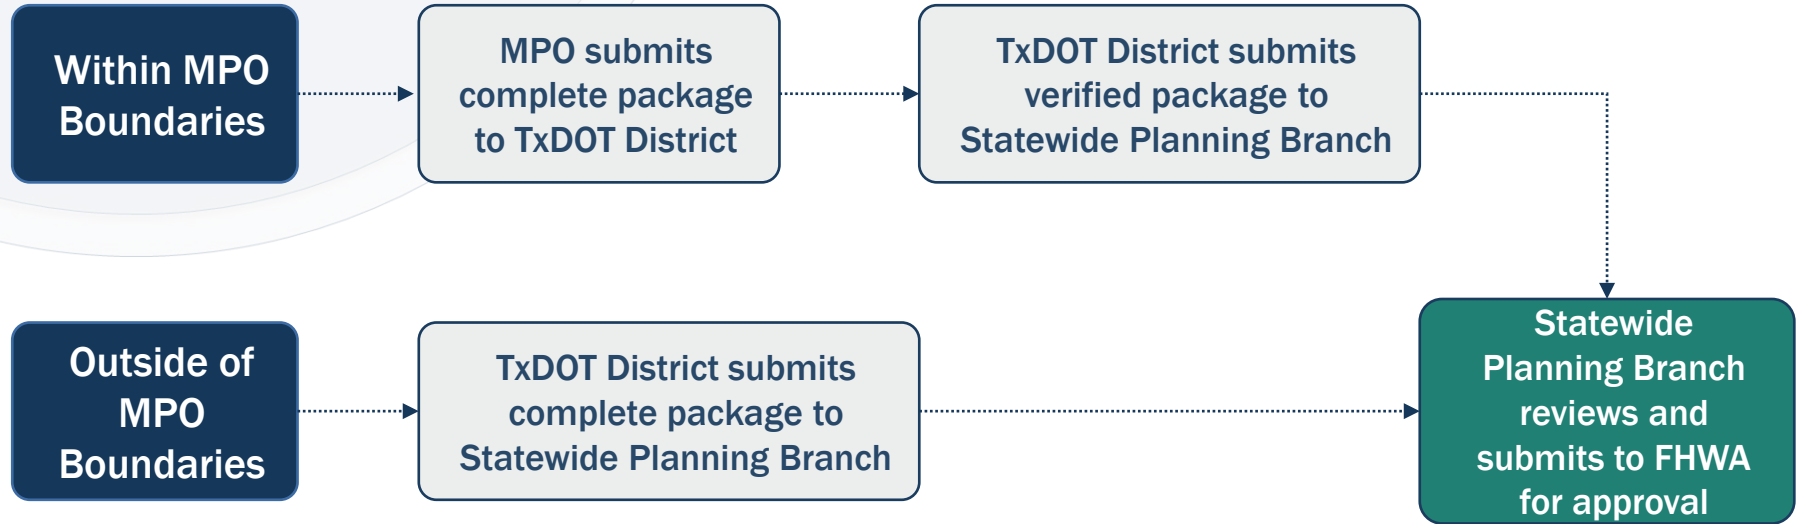 Within MPO
Boundaries
MPO submits
complete package
to TxDOT District
TxDOT District submits
verified package to
Statewide Planning Branch
Outside of
MPO
Boundaries
TxDOT District submits
complete package to
Statewide Planning Branch
Statewide
Planning Branch
reviews and
submits to FHWA
for approval